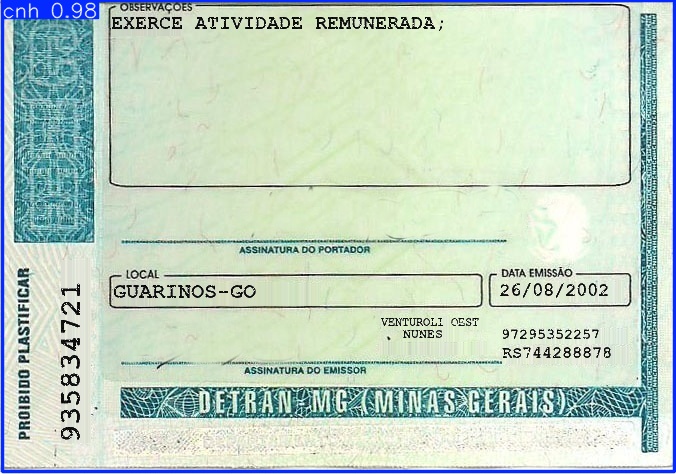 cnh 0.98
OBSERVAÇÕES
EXERCE ATIVIDADE REMUNERADA;
ASSINATURA DO PORTADOR
LOCAL
GUARINOS-GO
DATA EMISSÃO
26/08/2002
VENTUROLI OEST
NUNES
97295352257
RS744288878
ASSINATURA DO EMISSOR
DETRAN- MG (MINAS GERAIS)
PROIBIDO PLASTIFICAR
935834721